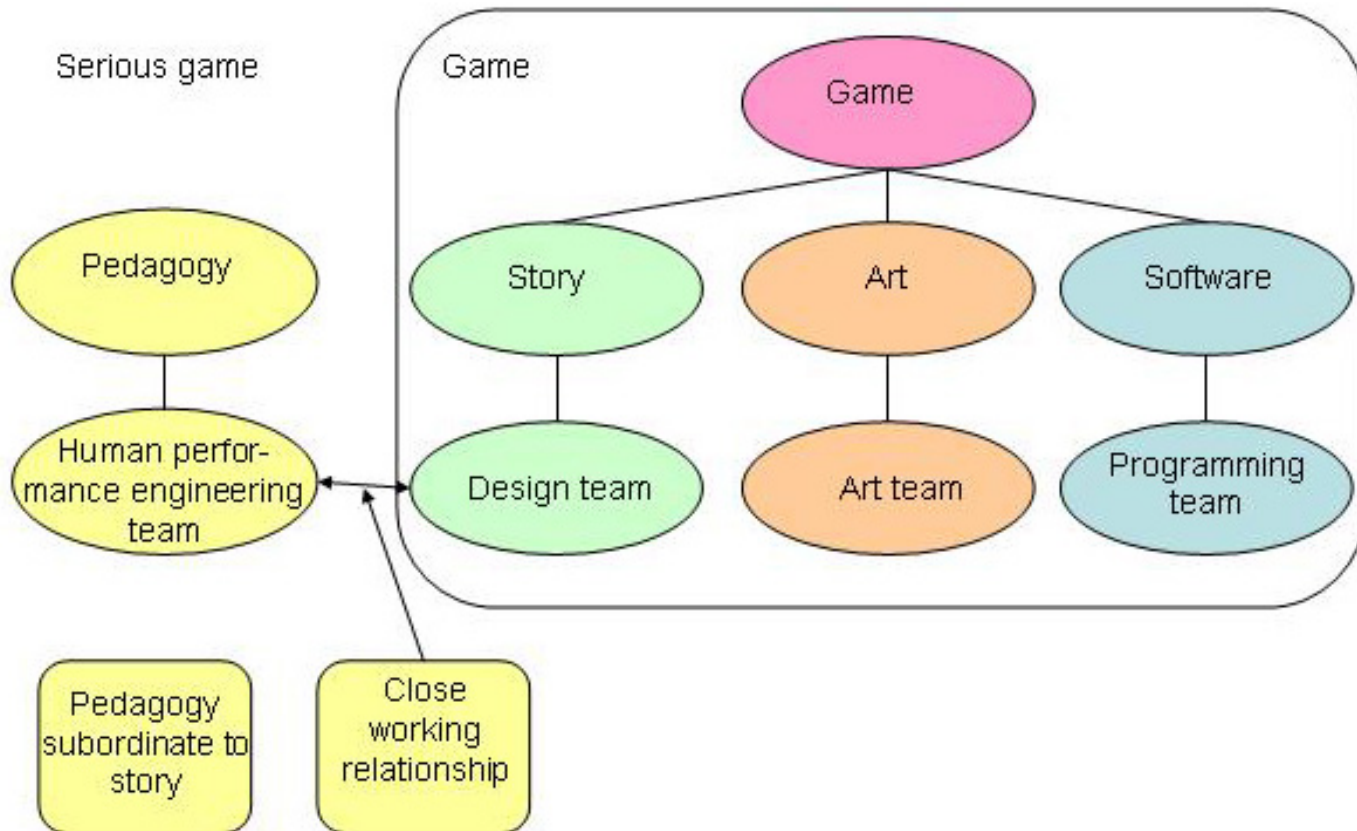 Serious game
Game
Game
Pedagogy
Story
Art
Software
Human perfor-
mance engineering
team
Design team
Art team
Programming
team
Pedagogy
subordinate to
story
Close
working
relationship